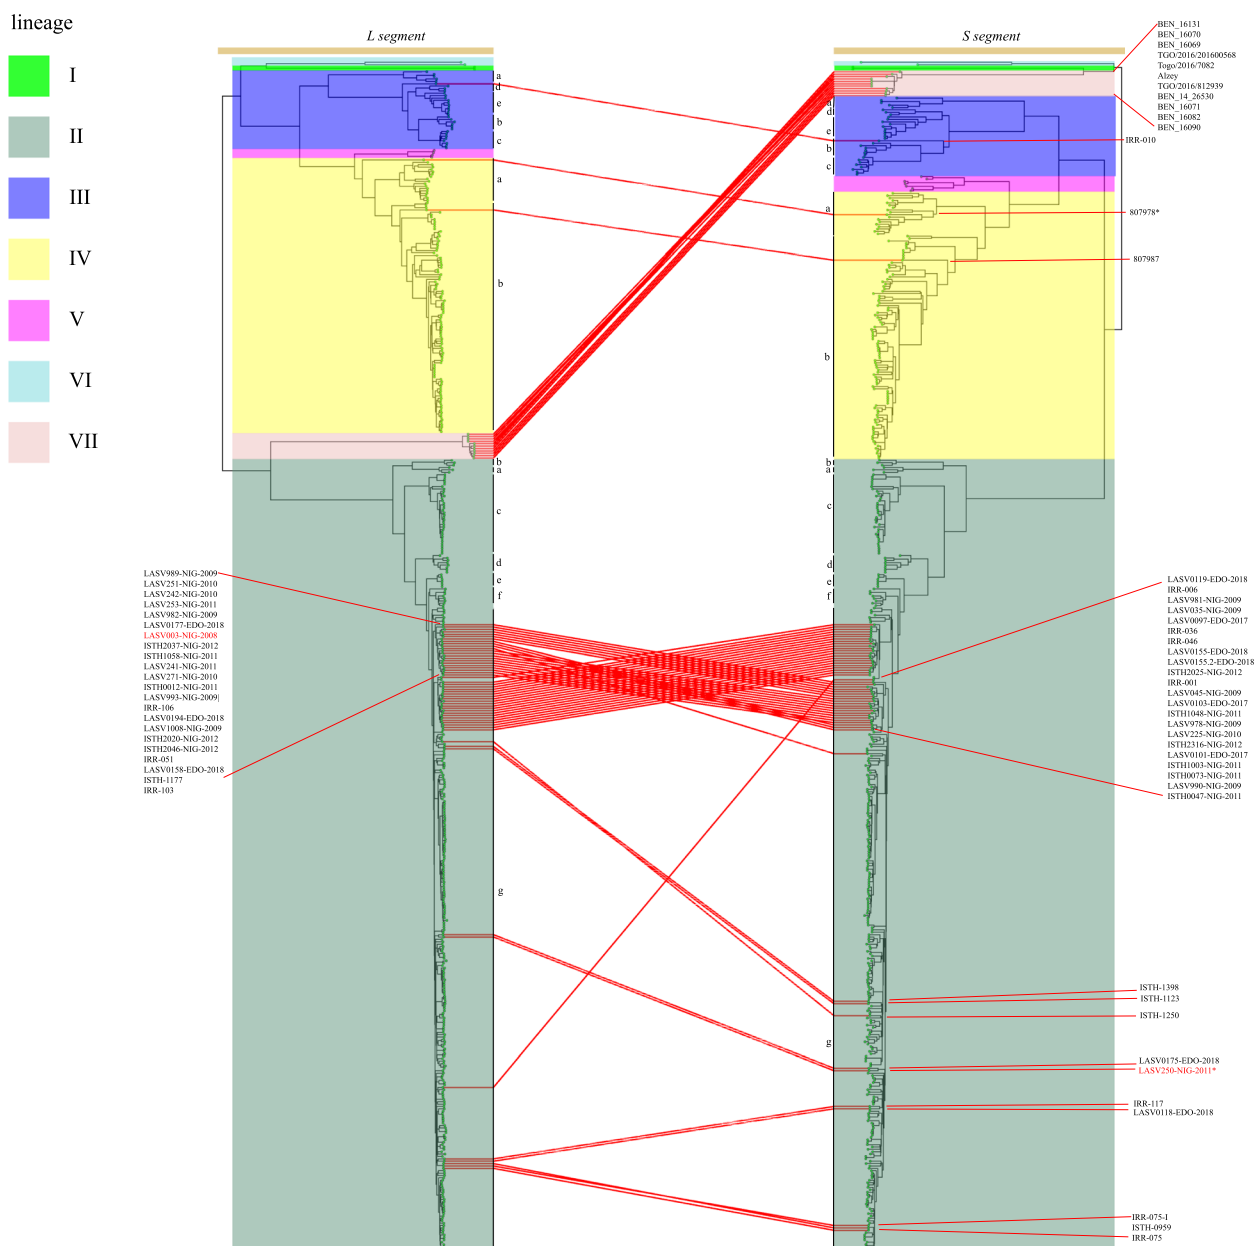 lineage
I
II
III
IV
V
VI
VII
L segment
a
d
e
b
c
a
b
b
a
c
d
e
f
g
LASV989-NIG-2009
LASV251-NIG-2010
LASV242-NIG-2010
LASV253-NIG-2011
LASV982-NIG-2009
LASV0177-EDO-2018
LASV003-NIG-2008
ISTH2037-NIG-2012
ISTH1058-NIG-2011
LASV241-NIG-2011
LASV271-NIG-2010
ISTH0012-NIG-2011
LASV993-NIG-2009|
IRR-106
LASV0194-EDO-2018
LASV1008-NIG-2009
ISTH2020-NIG-2012
ISTH2046-NIG-2012
IRR-051
LASV0158-EDO-2018
ISTH-1177
IRR-103
S segment
a
d
e
b
c
a
b
b
a
c
d
e
f
g
BEN_16131
BEN_16070
BEN_16069
TGO/2016/201600568
Togo/2016/7082
Alzey
TGO/2016/812939
BEN_14_26530
BEN_16071
BEN_16082
BEN_16090
IRR-010
807978*
807987
LASV0119-EDO-2018
IRR-006
LASV981-NIG-2009
LASV035-NIG-2009
LASV0097-EDO-2017
IRR-036
IRR-046
LASV0155-EDO-2018
LASV0155.2-EDO-2018
ISTH2025-NIG-2012
IRR-001
LASV045-NIG-2009
LASV0103-EDO-2017
ISTH1048-NIG-2011
LASV978-NIG-2009
LASV225-NIG-2010
ISTH2316-NIG-2012
LASV0101-EDO-2017
ISTH1003-NIG-2011
ISTH0073-NIG-2011
LASV990-NIG-2009
ISTH0047-NIG-2011
ISTH-1398
ISTH-1123
ISTH-1250
LASV0175-EDO-2018
LASV250-NIG-2011*
IRR-117
LASV0118-EDO-2018
IRR-075-1
ISTH-0959
IRR-075